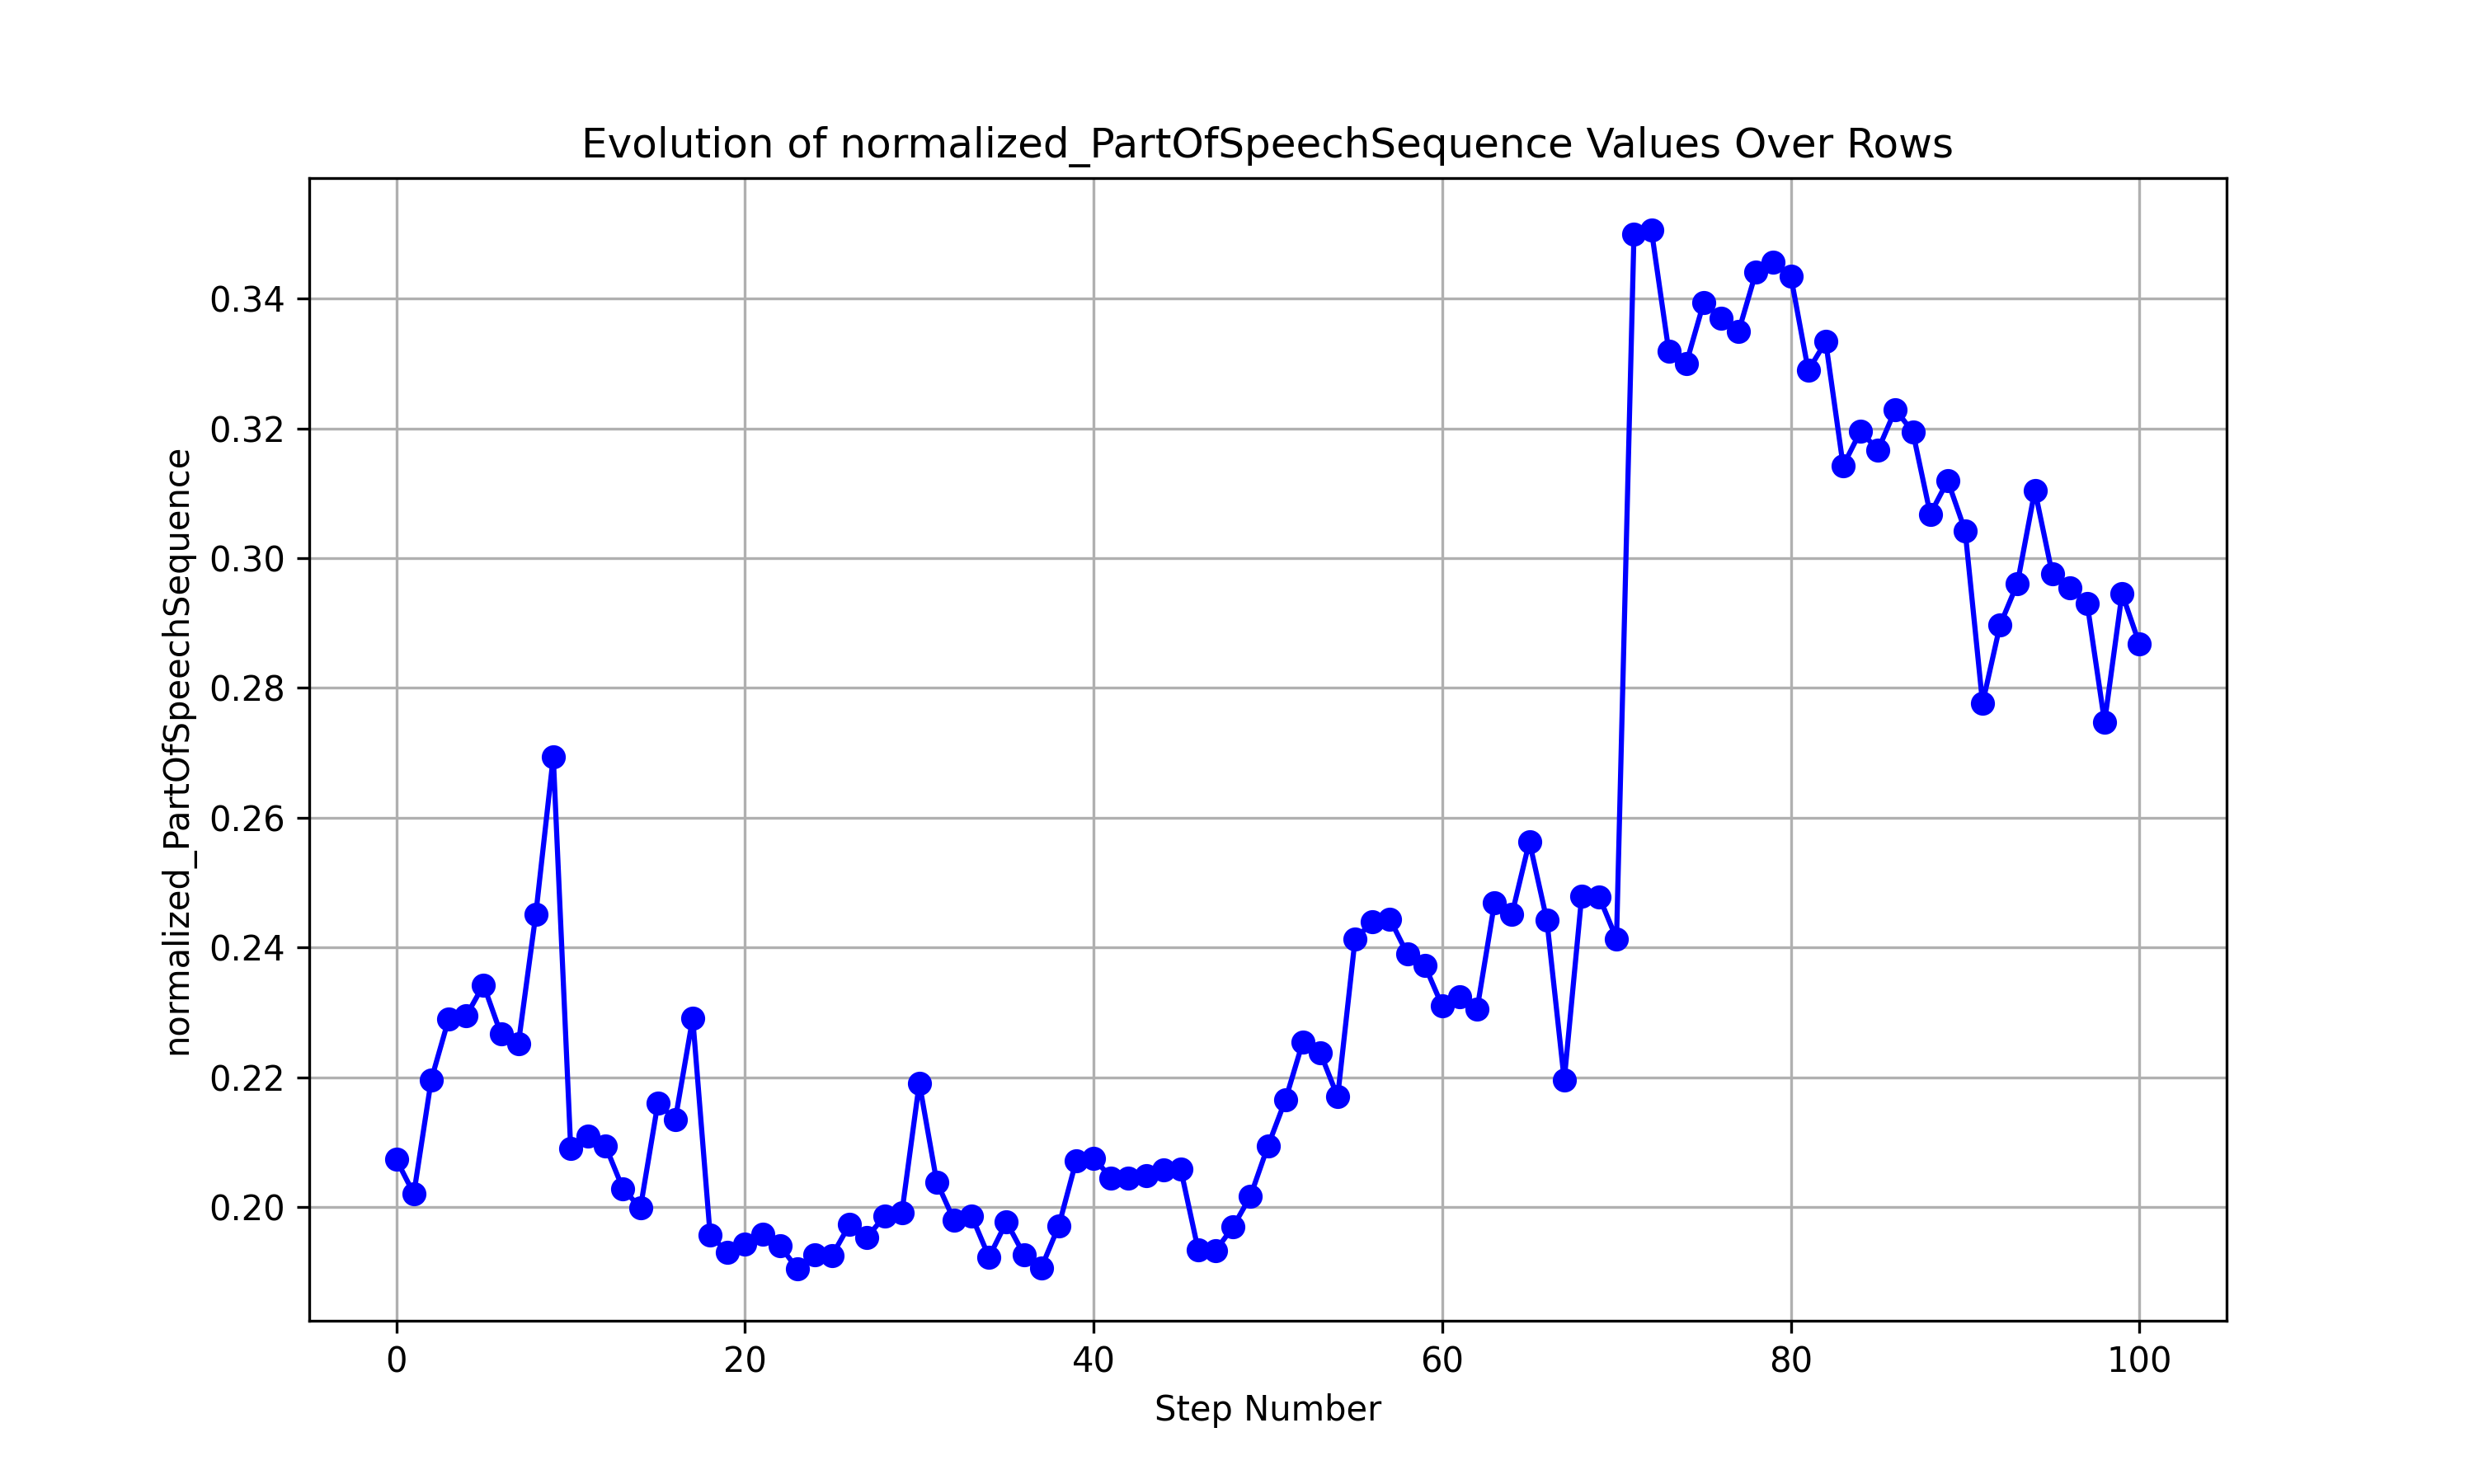 Evolution of normalized_PartOfSpeechSequence Values Over Rows
normalized_PartOfSpeechSequence
0.34
0.32
0.30
0.28
0.26
0.24
0.22
0.20
0 20 40 60 80 100
Step Number